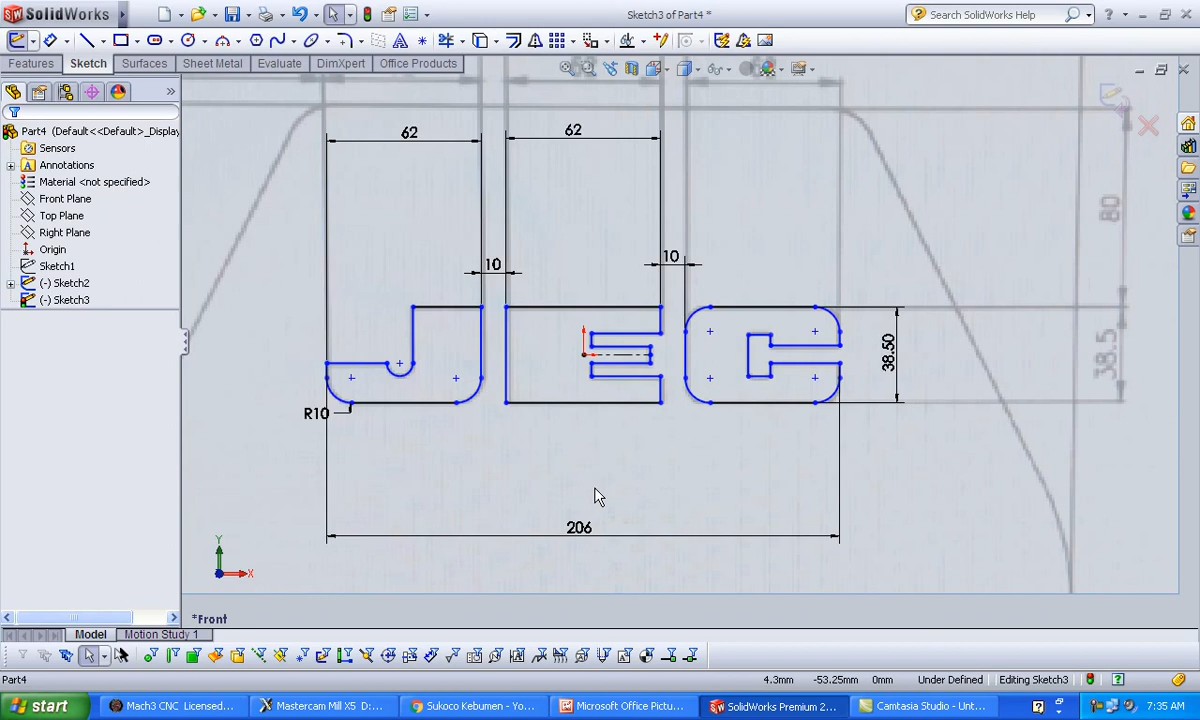 SolidWorks
Sketch3 of Part4 *
Search SolidWorks Help
Features
Sketch
Surfaces
Sheet Metal
Evaluate
DimXpert
Office Products
Part4 (Default<<Default>_Display
Sensors
Annotations
Material <not specified>
Front Plane
Top Plane
Right Plane
Origin
Sketch1
(-) Sketch2
(-) Sketch3
62
62
10
10
38.50
R10
206
80
38.5
Y
X
*Front
Model
Motion Study 1
Part4
4.3mm
-53.25mm
0mm
Under Defined
Editing Sketch3
start
Mach3 CNC Licensed...
Mastercam Mill X5 D:...
Sukoco Kebumen - Yo...
Microsoft Office Pictu...
SolidWorks Premium 2...
Camtasia Studio - Unt...
7:35 AM